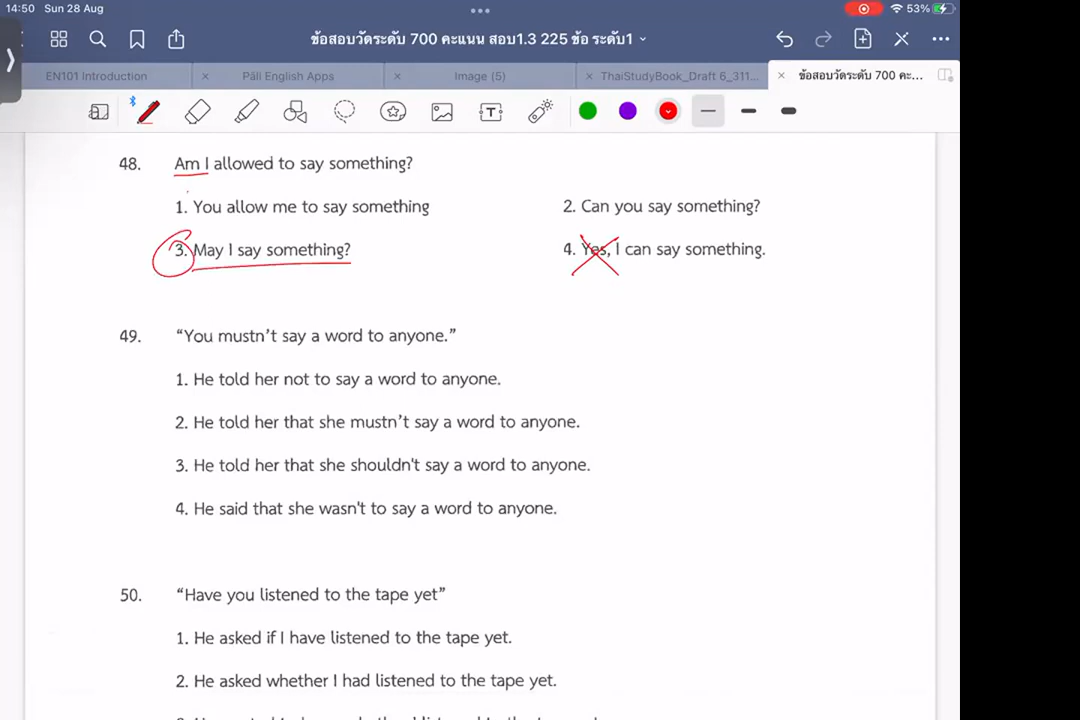 14:50 Sun 28 Aug
53%
ข้อสอบวัดระดับ 700 คะแนน สอบ1.3 225 ข้อ ระดับ1
EN101 Introduction
Pāli English Apps
Image (5)
ThaiStudyBook_Draft 6_311...
ข้อสอบวัดระดับ 700 คะ...
48. Am I allowed to say something?
1. You allow me to say something
2. Can you say something?
3. May I say something?
4. Yes, I can say something.
49. “You mustn’t say a word to anyone.”
1. He told her not to say a word to anyone.
2. He told her that she mustn’t say a word to anyone.
3. He told her that she shouldn't say a word to anyone.
4. He said that she wasn't to say a word to anyone.
50. “Have you listened to the tape yet”
1. He asked if I have listened to the tape yet.
2. He asked whether I had listened to the tape yet.